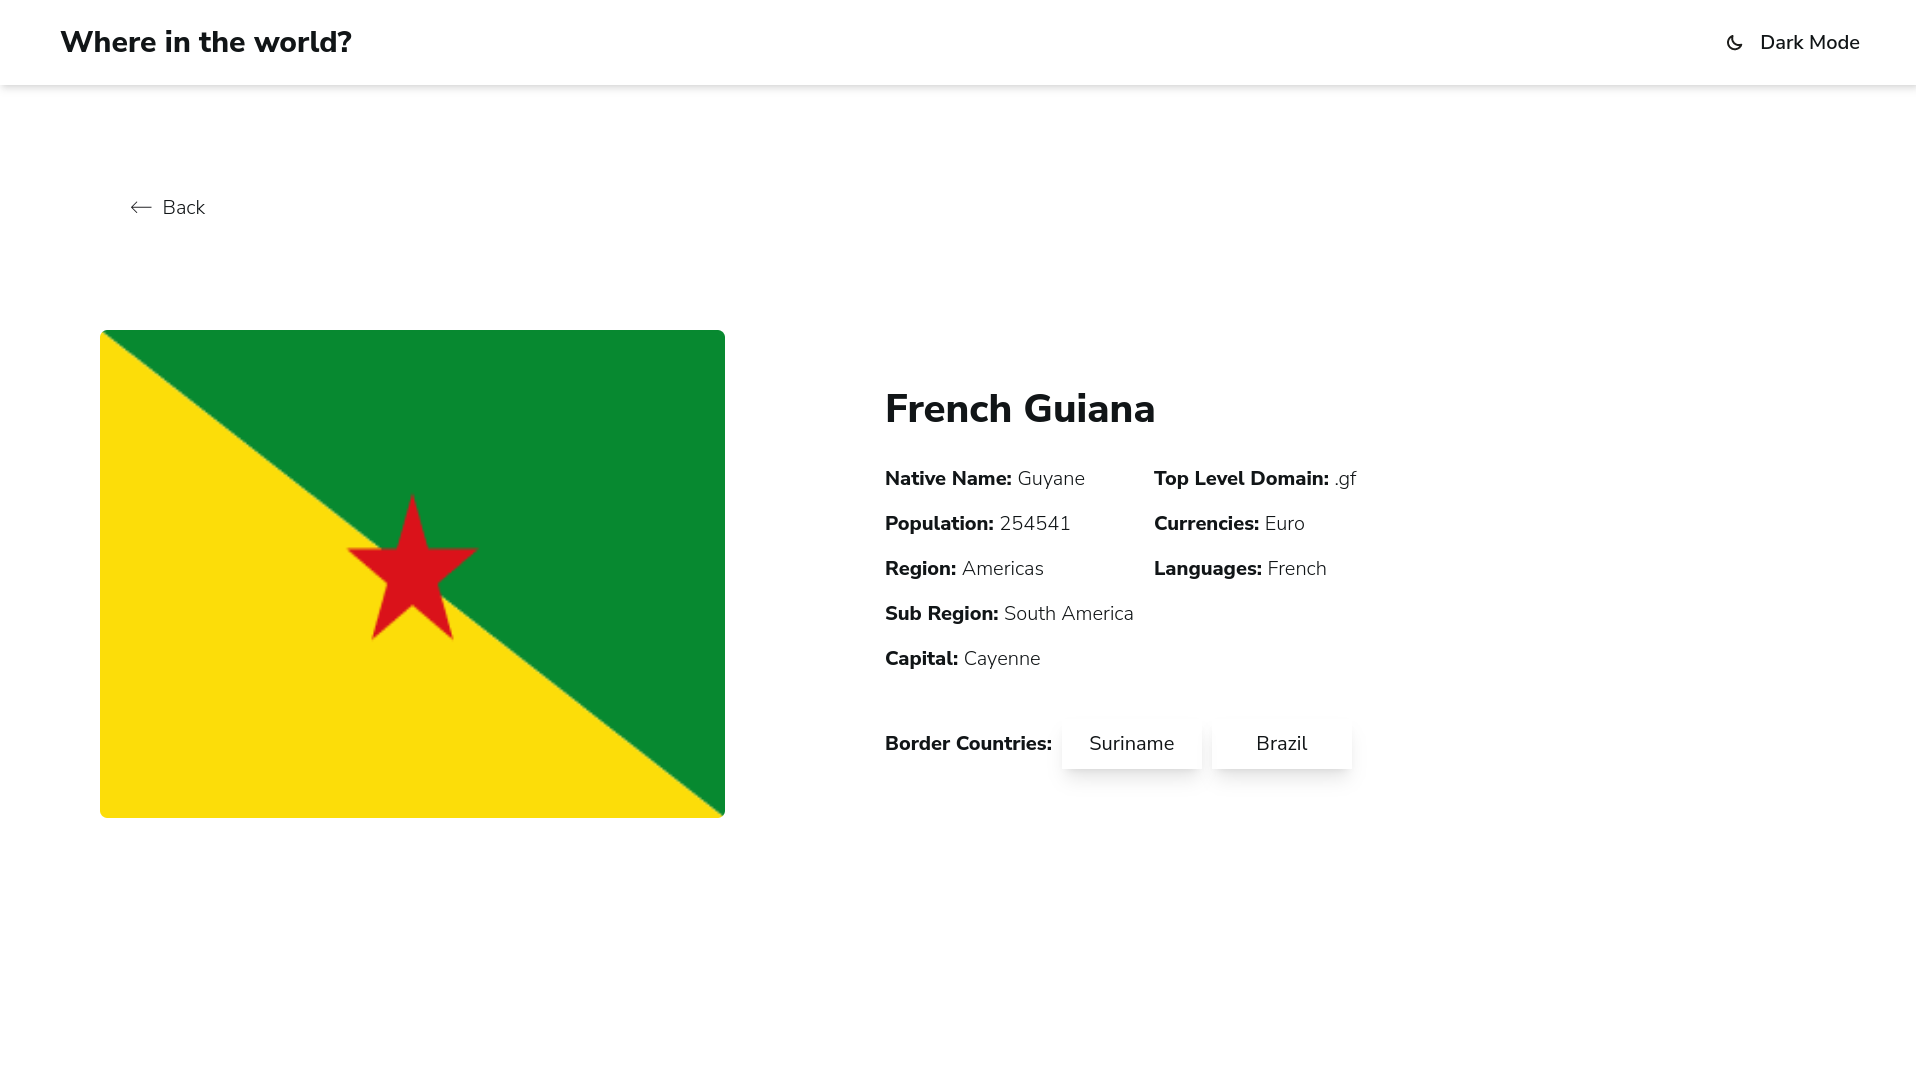 Where in the world?
Dark Mode
Back
French Guiana
Native Name: Guyane
Population: 254541
Region: Americas
Sub Region: South America
Capital: Cayenne
Top Level Domain: .gf
Currencies: Euro
Languages: French
Border Countries: Suriname Brazil